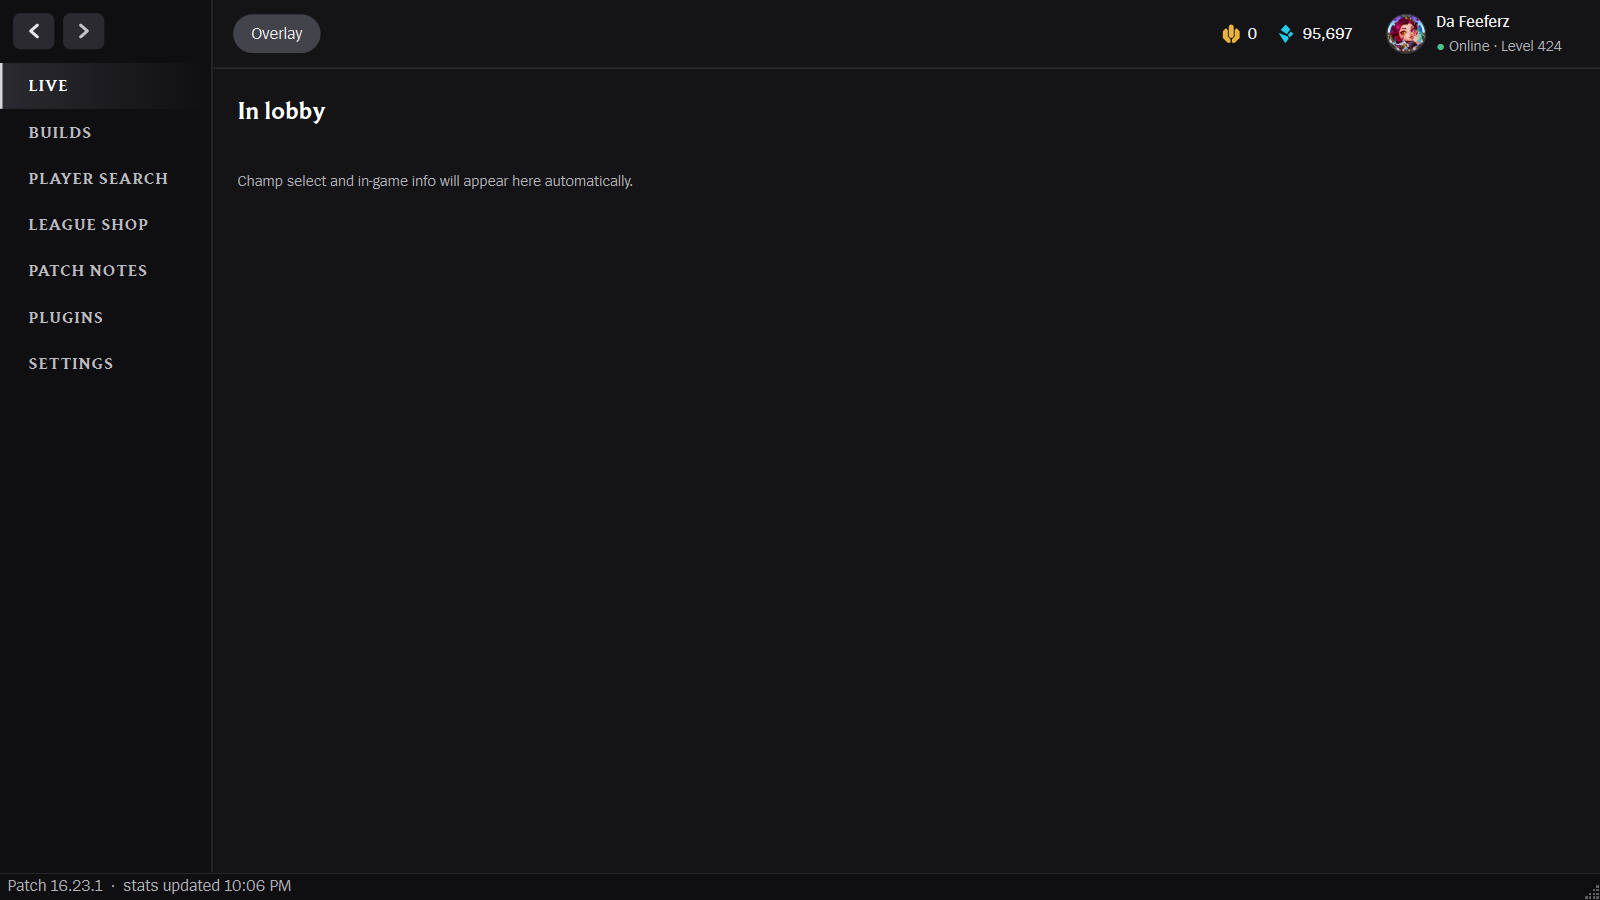 Overlay
0
95,697
Da Feeferz
Online · Level 424
LIVE
BUILDS
PLAYER SEARCH
LEAGUE SHOP
PATCH NOTES
PLUGINS
SETTINGS
In lobby
Champ select and in-game info will appear here automatically.
Patch 16.23.1 · stats updated 10:06 PM